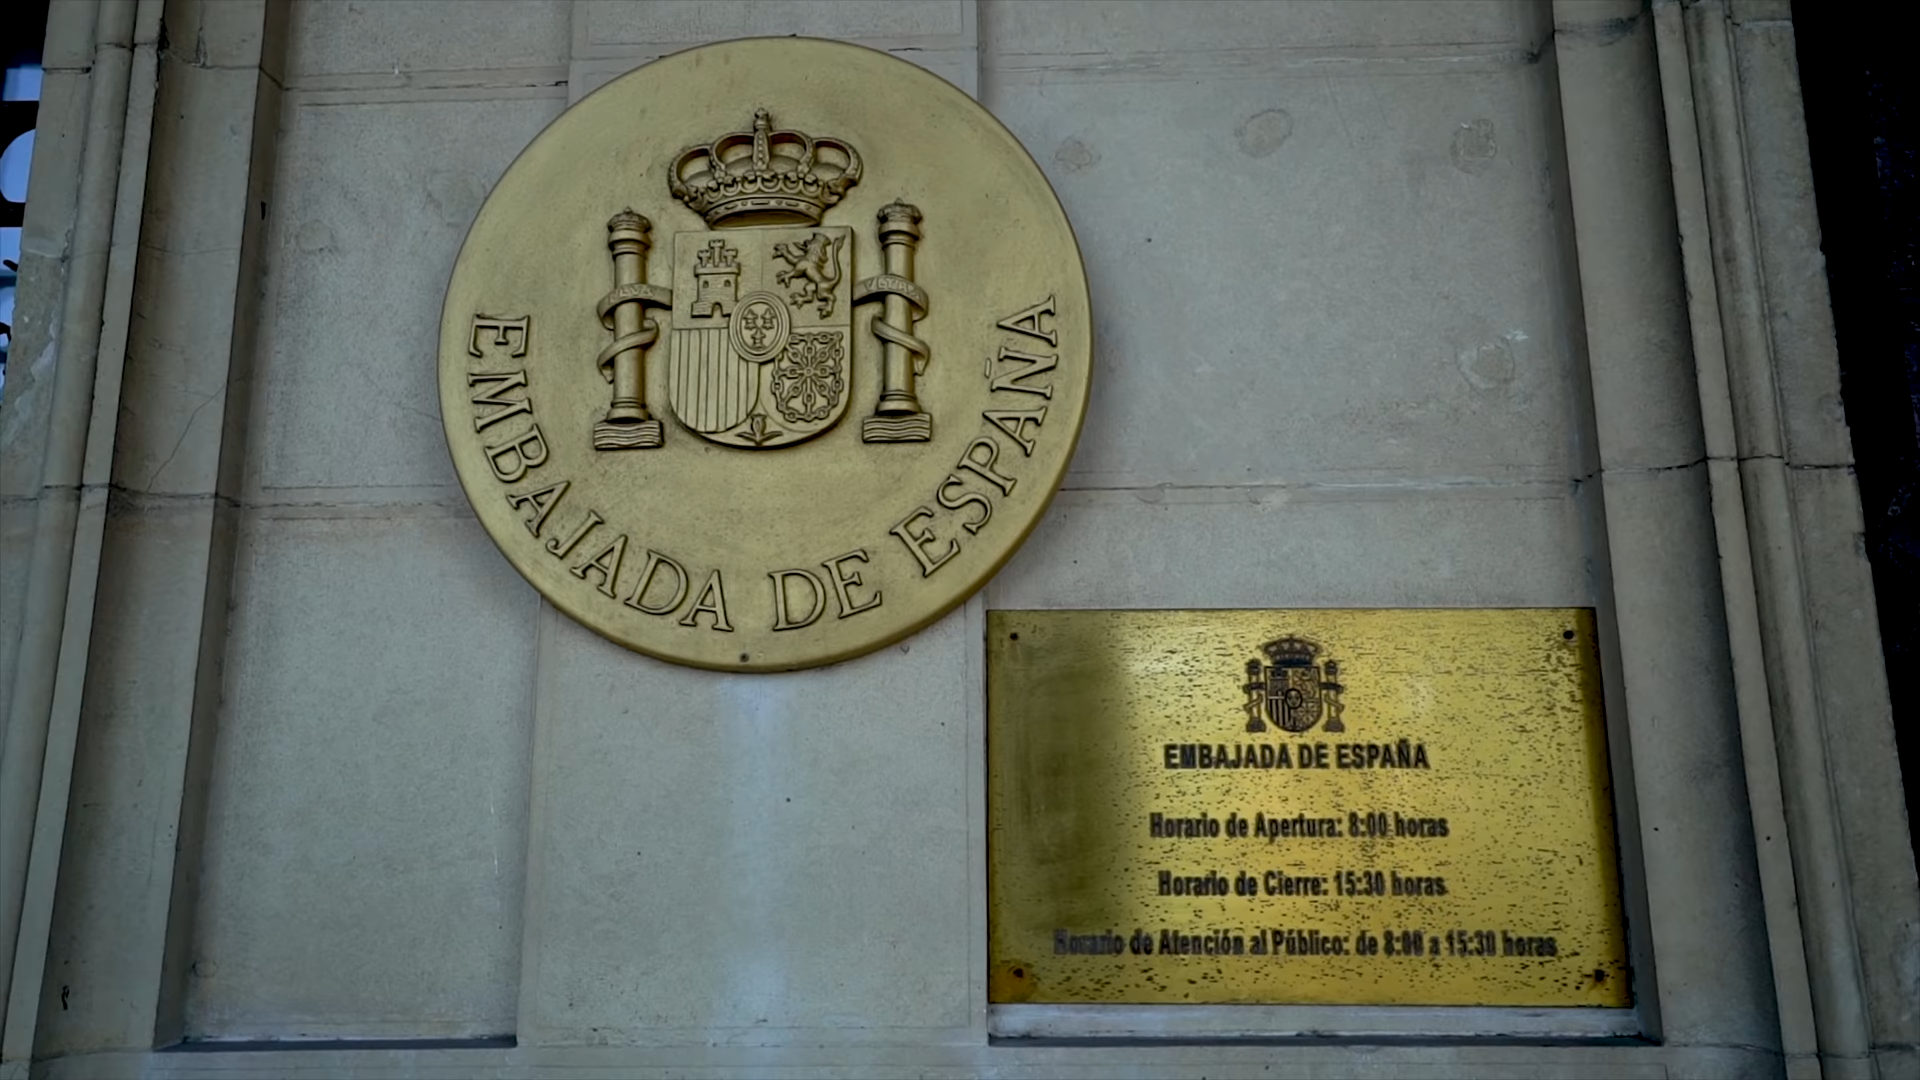 EMBAJADA DE ESPAÑA
EMBAJADA DE ESPAÑA
Horario de Apertura: 8:00 horas
Horario de Cierre: 15:30 horas
Horario de Atención al Público: de 8:00 a 15:30 horas